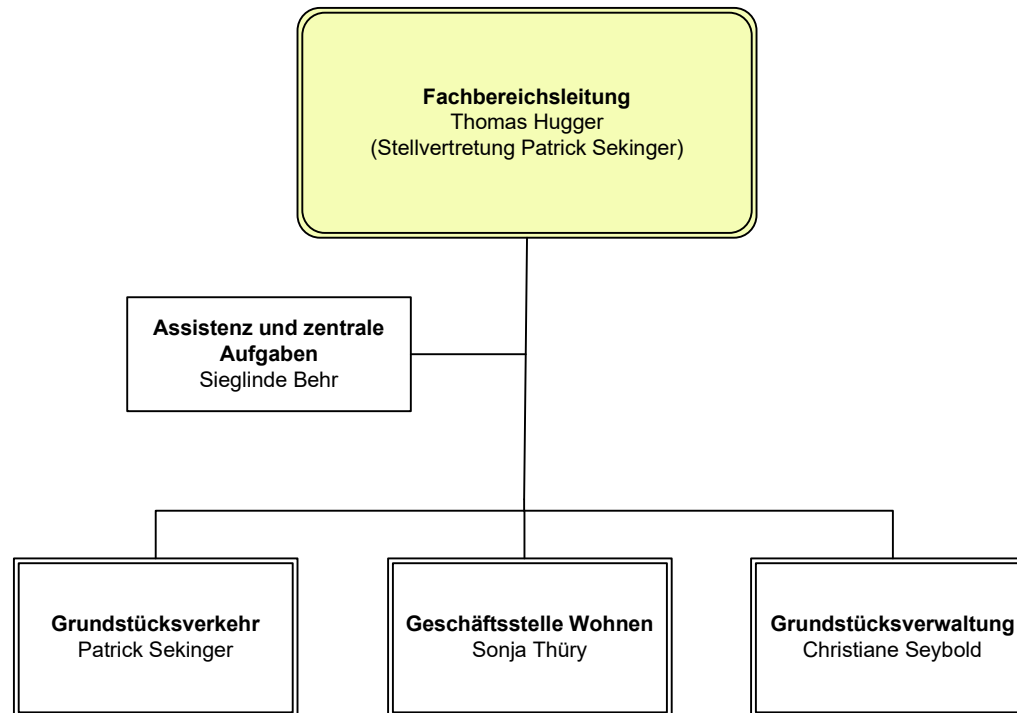 Fachbereichsleitung
Thomas Hugger
(Stellvertretung Patrick Sekinger)
Assistenz und zentrale
Aufgaben
Sieglinde Behr
Grundstücksverkehr
Patrick Sekinger
Geschäftsstelle Wohnen
Sonja Thüry
Grundstücksverwaltung
Christiane Seybold